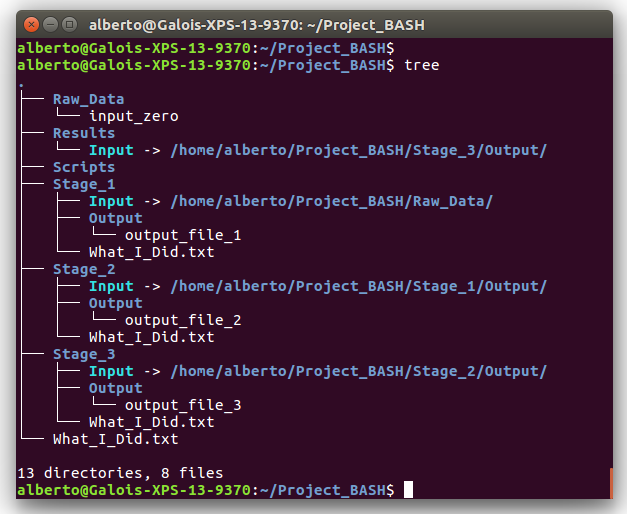 alberto@Galois-XPS-13-9370: ~/Project_BASH
alberto@Galois-XPS-13-9370:~/Project_BASH$
alberto@Galois-XPS-13-9370:~/Project_BASH$ tree
.
├── Raw_Data
│   └── input_zero
├── Results
│   └── Input -> /home/alberto/Project_BASH/Stage_3/Output/
├── Scripts
├── Stage_1
│   ├── Input -> /home/alberto/Project_BASH/Raw_Data/
│   ├── Output
│   │   └── output_file_1
│   └── What_I_Did.txt
├── Stage_2
│   ├── Input -> /home/alberto/Project_BASH/Stage_1/Output/
│   ├── Output
│   │   └── output_file_2
│   └── What_I_Did.txt
├── Stage_3
│   ├── Input -> /home/alberto/Project_BASH/Stage_2/Output/
│   ├── Output
│   │   └── output_file_3
│   └── What_I_Did.txt
└── What_I_Did.txt
13 directories, 8 files
alberto@Galois-XPS-13-9370:~/Project_BASH$